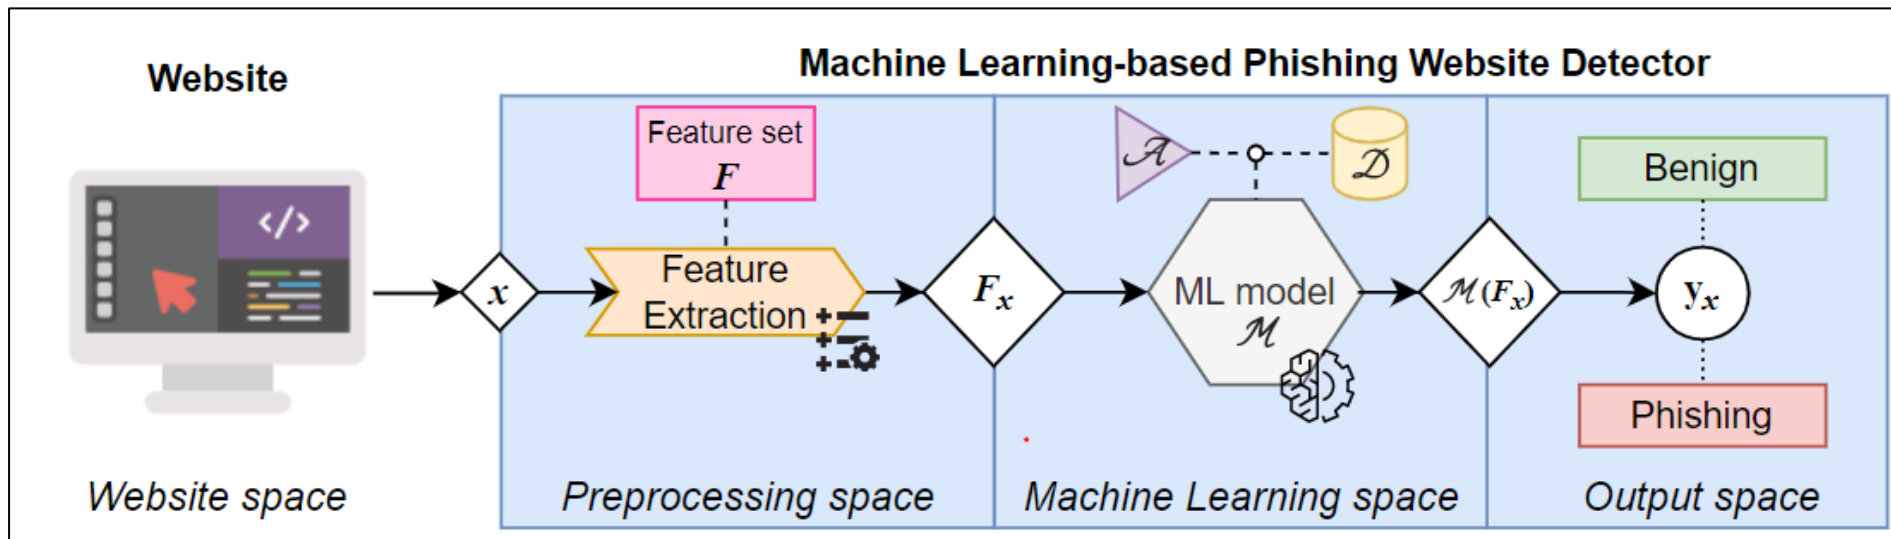 Machine Learning-based Phishing Website Detector
Website
Feature set
F
𝒜
𝒟
Benign
</>
x
Feature
Extraction
Fₓ
ML model
ℳ
ℳ(Fₓ)
yₓ
Phishing
Website space
Preprocessing space
Machine Learning space
Output space